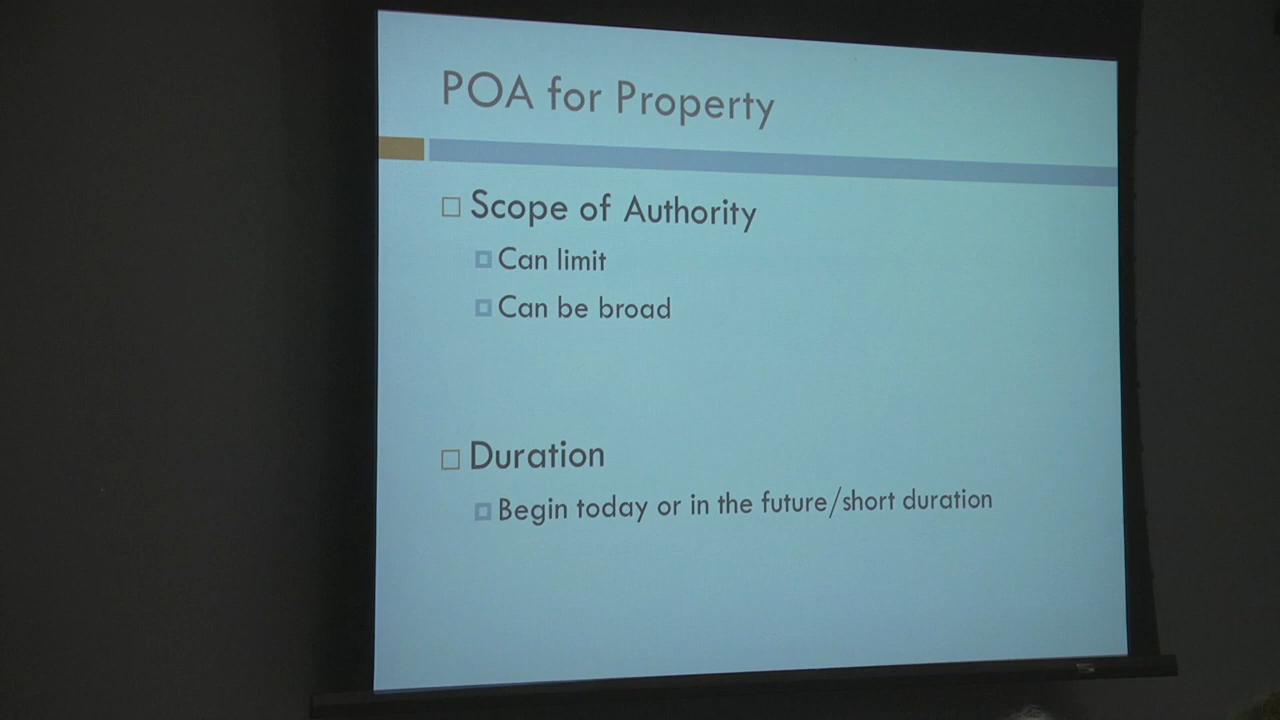 POA for Property
Scope of Authority
Can limit
Can be broad
Duration
Begin today or in the future/short duration